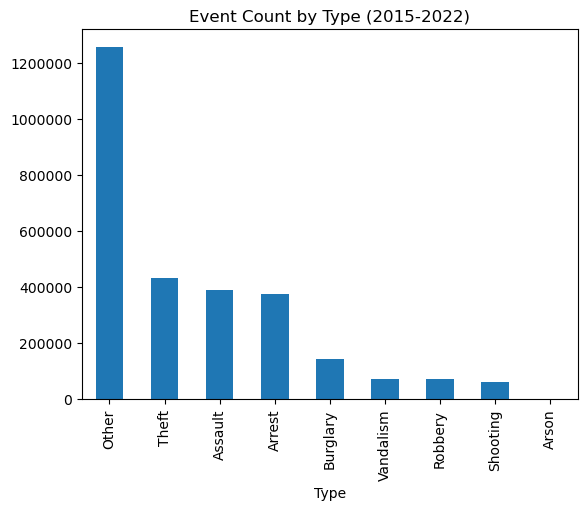 Event Count by Type (2015-2022)
1200000
1000000
800000
600000
400000
200000
0
Other
Theft
Assault
Arrest
Burglary
Vandalism
Robbery
Shooting
Arson
Type